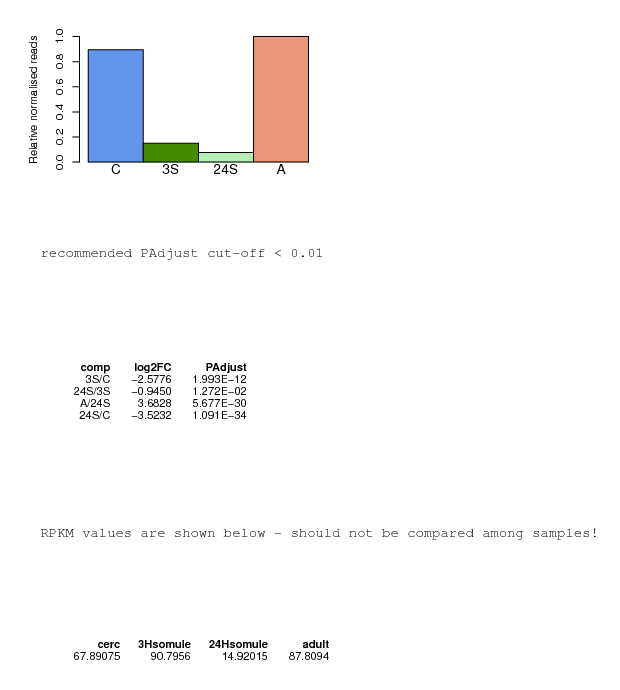 Relative normalised reads
1.0
0.8
0.6
0.4
0.2
0.0
C 3S 24S A
recommended PAdjust cut-off < 0.01
comp log2FC PAdjust
3S/C −2.5776 1.993E−12
24S/3S −0.9450 1.272E−02
A/24S 3.6828 5.677E−30
24S/C −3.5232 1.091E−34
RPKM values are shown below - should not be compared among samples!
cerc 3Hsomule 24Hsomule adult
67.89075 90.7956 14.92015 87.8094